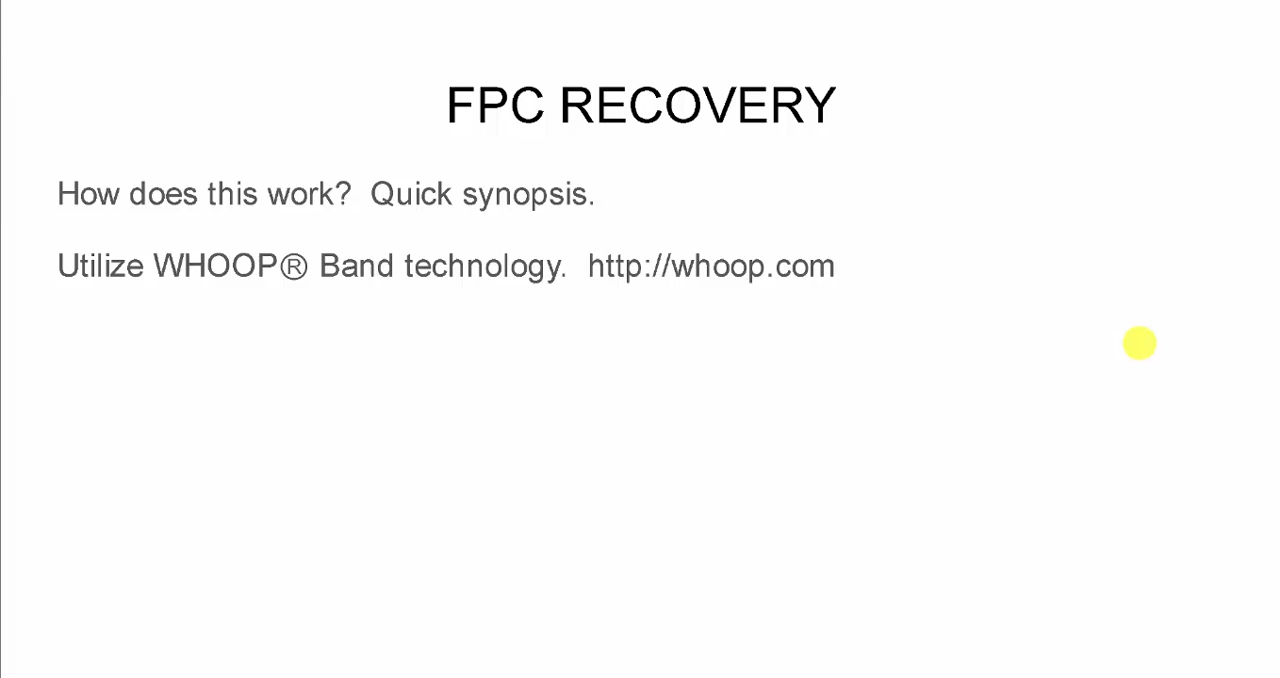 FPC RECOVERY
How does this work?  Quick synopsis.
Utilize WHOOP® Band technology.  http://whoop.com